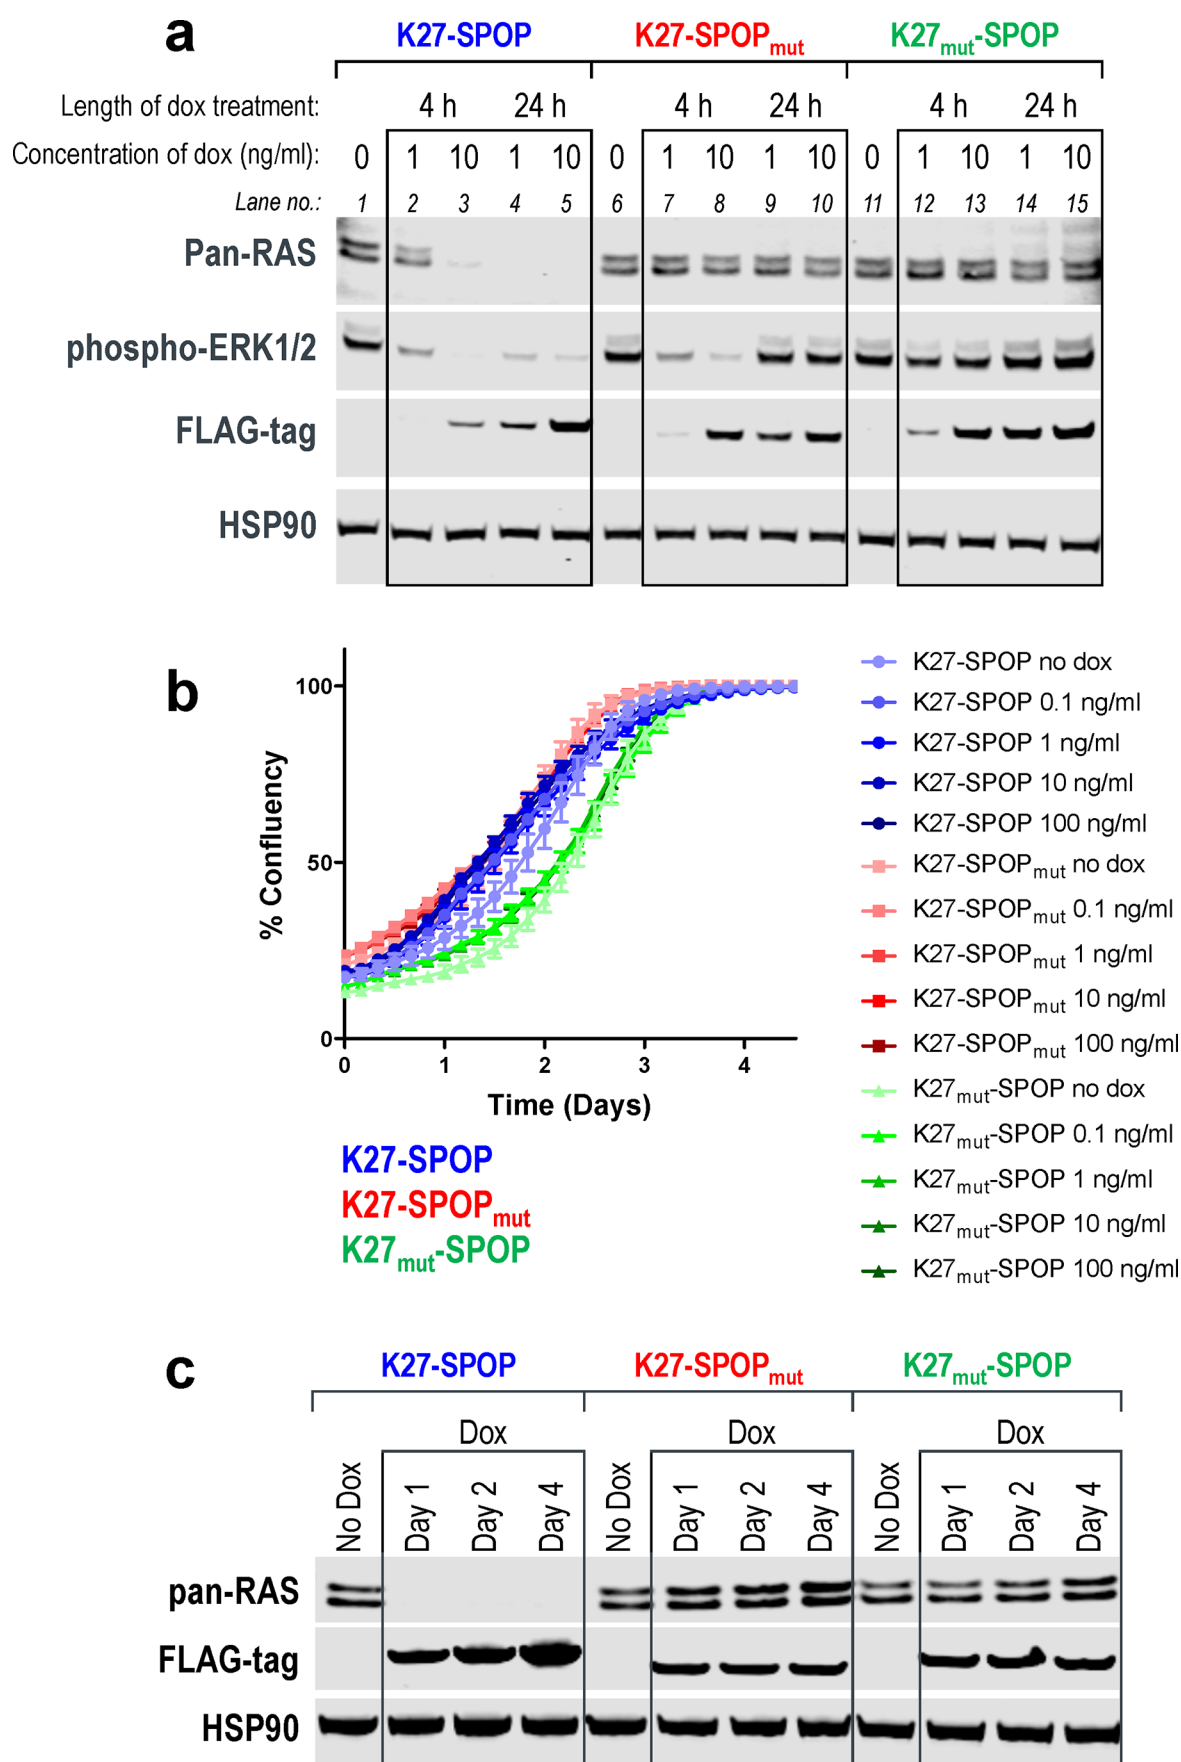 a
K27-SPOP K27-SPOPmut K27mut-SPOP
Length of dox treatment: 4 h 24 h 4 h 24 h 4 h 24 h
Concentration of dox (ng/ml): 0 1 10 1 10 0 1 10 1 10 0 1 10 1 10
Lane no.: 1 2 3 4 5 6 7 8 9 10 11 12 13 14 15
Pan-RAS
phospho-ERK1/2
FLAG-tag
HSP90
b
% Confluency
100
50
0
0 1 2 3 4
Time (Days)
K27-SPOP
K27-SPOPmut
K27mut-SPOP
K27-SPOP no dox
K27-SPOP 0.1 ng/ml
K27-SPOP 1 ng/ml
K27-SPOP 10 ng/ml
K27-SPOP 100 ng/ml
K27-SPOPmut no dox
K27-SPOPmut 0.1 ng/ml
K27-SPOPmut 1 ng/ml
K27-SPOPmut 10 ng/ml
K27-SPOPmut 100 ng/ml
K27mut-SPOP no dox
K27mut-SPOP 0.1 ng/ml
K27mut-SPOP 1 ng/ml
K27mut-SPOP 10 ng/ml
K27mut-SPOP 100 ng/ml
c
K27-SPOP K27-SPOPmut K27mut-SPOP
Dox Dox Dox
No Dox Day 1 Day 2 Day 4 No Dox Day 1 Day 2 Day 4 No Dox Day 1 Day 2 Day 4
pan-RAS
FLAG-tag
HSP90